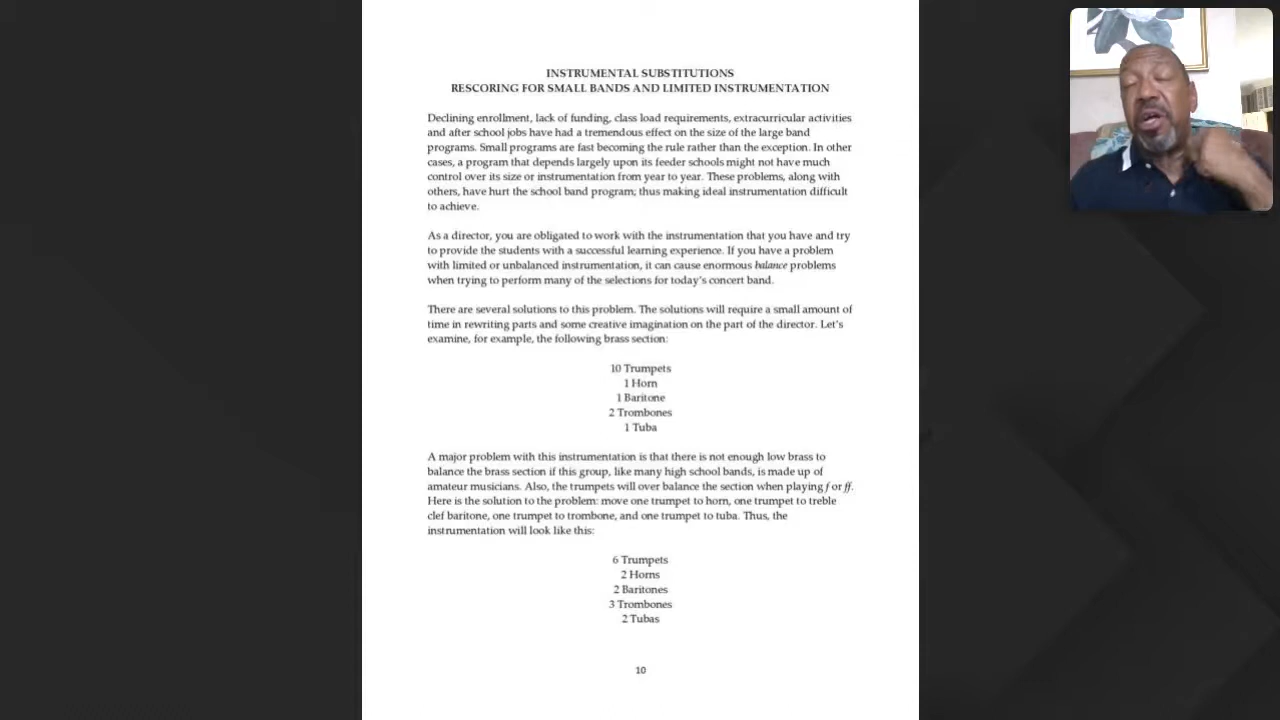 INSTRUMENTAL SUBSTITUTIONS
RESCORING FOR SMALL BANDS AND LIMITED INSTRUMENTATION
Declining enrollment, lack of funding, class load requirements, extracurricular activities
and after school jobs have had a tremendous effect on the size of the large band
programs. Small programs are fast becoming the rule rather than the exception. In other
cases, a program that depends largely upon its feeder schools might not have much
control over its size or instrumentation from year to year. These problems, along with
others, have hurt the school band program; thus making ideal instrumentation difficult
to achieve.
As a director, you are obligated to work with the instrumentation that you have and try
to provide the students with a successful learning experience. If you have a problem
with limited or unbalanced instrumentation, it can cause enormous balance problems
when trying to perform many of the selections for today's concert band.
There are several solutions to this problem. The solutions will require a small amount of
time in rewriting parts and some creative imagination on the part of the director. Let's
examine, for example, the following brass section:
10 Trumpets
1 Horn
1 Baritone
2 Trombones
1 Tuba
A major problem with this instrumentation is that there is not enough low brass to
balance the brass section if this group, like many high school bands, is made up of
amateur musicians. Also, the trumpets will over balance the section when playing f or ff.
Here is the solution to the problem: move one trumpet to horn, one trumpet to treble
clef baritone, one trumpet to trombone, and one trumpet to tuba. Thus, the
instrumentation will look like this:
6 Trumpets
2 Horns
2 Baritones
3 Trombones
2 Tubas
10